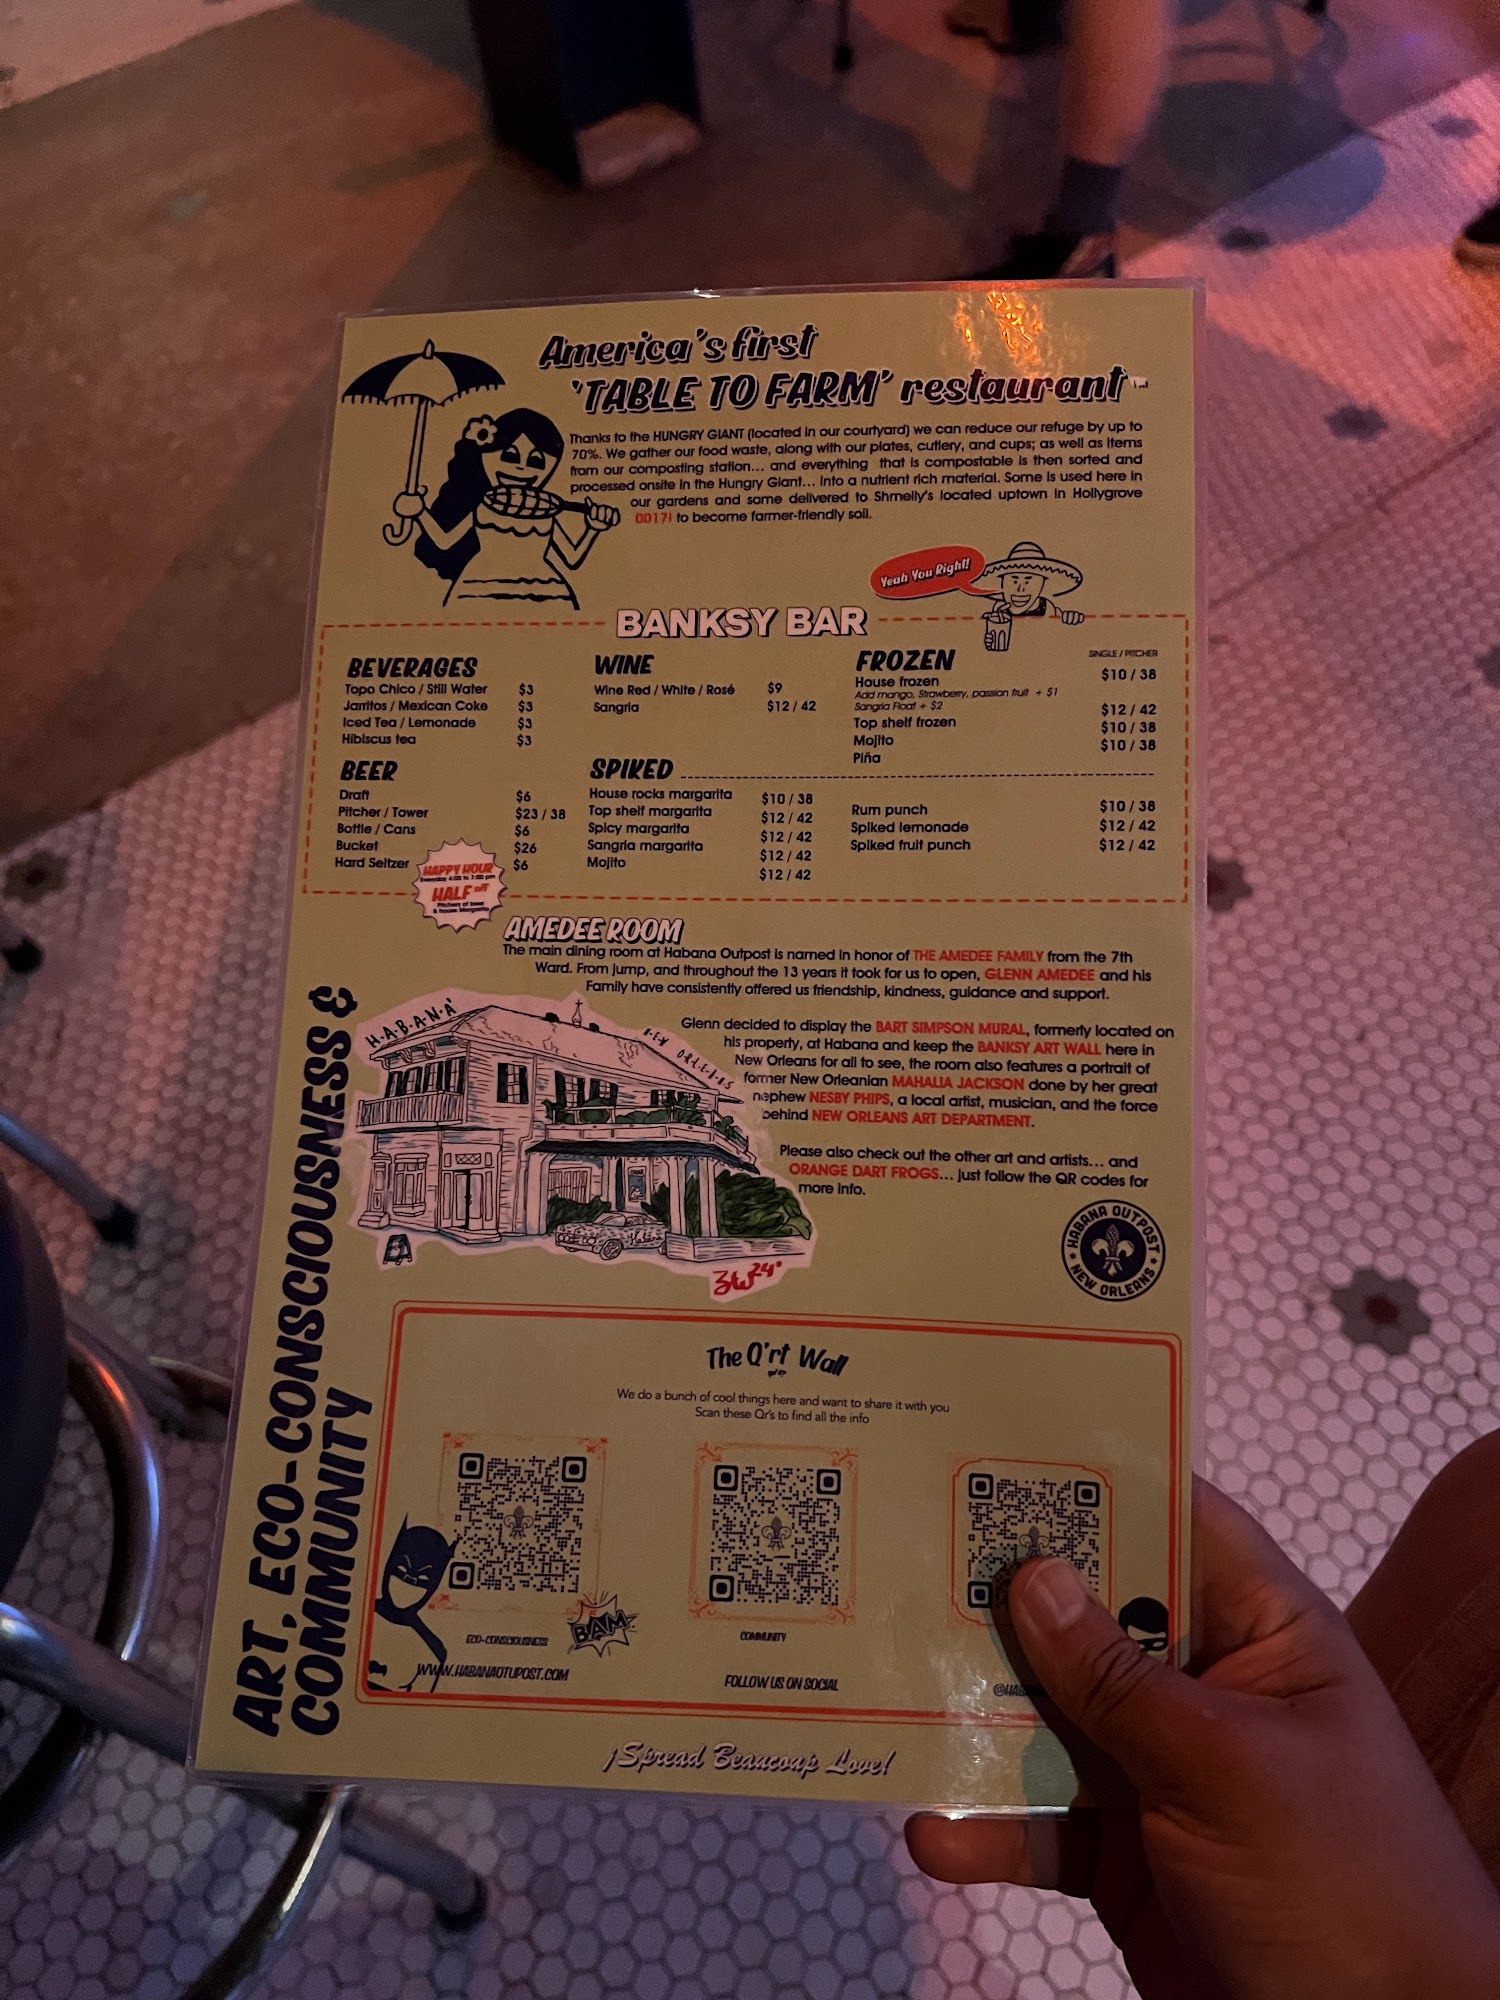 America's first
'TABLE TO FARM' restaurant
Thanks to the HUNGRY GIANT (located in our courtyard) we can reduce our refuge by up to
70%. We gather our food waste, along with our plates, cutlery, and cups; as well as items
from our composting station... and everything that is compostable is then sorted and
processed onsite in the Hungry Giant... into a nutrient rich material. Some is used here in
our gardens and some delivered to Shmelly's located uptown in Hollygrove
0017! to become farmer-friendly soil.
Yeah You Right!
BANKSY BAR
BEVERAGES
Topo Chico / Still Water $3
Jarritos / Mexican Coke $3
Iced Tea / Lemonade $3
Hibiscus tea $3
BEER
Draft $6
Pitcher / Tower $23 / 38
Bottle / Cans $6
Bucket $26
Hard Seltzer $6
HAPPY HOUR
Everyday 4:00 to 7:00 pm
HALF off
Pitchers of beer
& house Margarita
WINE
Wine Red / White / Rosé $9
Sangria $12 / 42
FROZEN SINGLE / PITCHER
House frozen $10 / 38
Add mango, Strawberry, passion fruit + $1
Sangria Float + $2
Top shelf frozen $12 / 42
Mojito $10 / 38
Piña $10 / 38
SPIKED
House rocks margarita $10 / 38
Top shelf margarita $12 / 42
Spicy margarita $12 / 42
Sangria margarita $12 / 42
Mojito $12 / 42
Rum punch $10 / 38
Spiked lemonade $12 / 42
Spiked fruit punch $12 / 42
AMEDEE ROOM
The main dining room at Habana Outpost is named in honor of THE AMEDEE FAMILY from the 7th
Ward. From jump, and throughout the 13 years it took for us to open, GLENN AMEDEE and his
Family have consistently offered us friendship, kindness, guidance and support.
Glenn decided to display the BART SIMPSON MURAL, formerly located on
his property, at Habana and keep the BANKSY ART WALL here in
New Orleans for all to see, the room also features a portrait of
former New Orleanian MAHALIA JACKSON done by her great
nephew NESBY PHIPS, a local artist, musician, and the force
behind NEW ORLEANS ART DEPARTMENT.
Please also check out the other art and artists... and
ORANGE DART FROGS... just follow the QR codes for
more info.
H·A·B·A·N·A
N·E·W O·R·L·E·A·N·S
HABANA OUTPOST
NEW ORLEANS
ART, ECO-CONSCIOUSNESS &
COMMUNITY
The Q'rt Wall
We do a bunch of cool things here and want to share it with you
Scan these Qr's to find all the info
BAM
ECO-CONSCIOUSNESS
COMMUNITY
WWW.HABANAOTUPOST.COM
FOLLOW US ON SOCIAL
¡Spread Beaucoup Love!